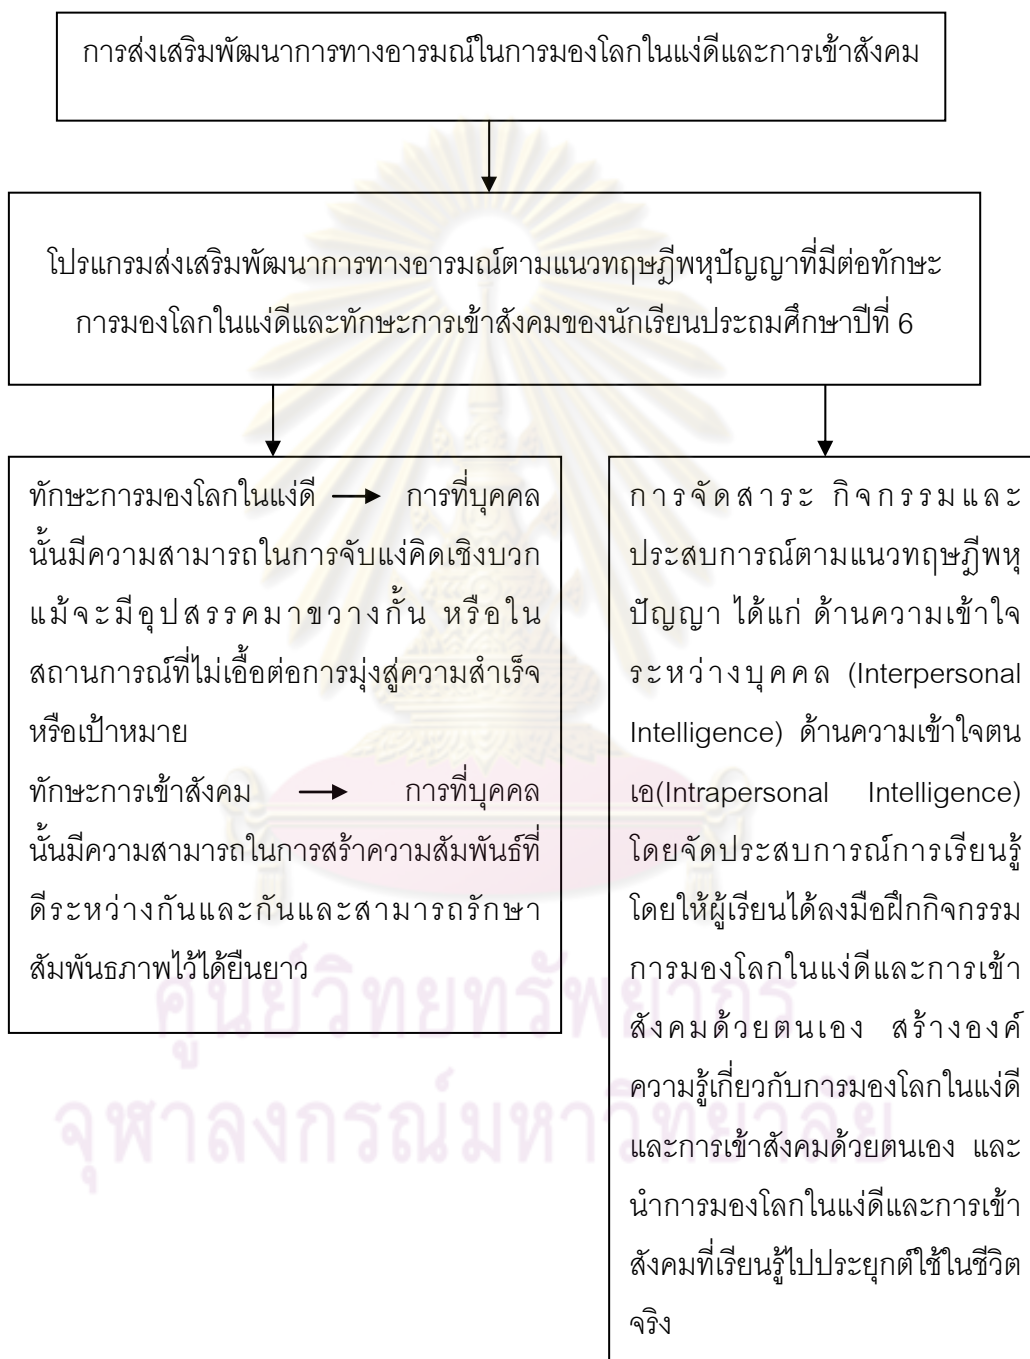 การส่งเสริมพัฒนาการทางอารมณ์ในการมองโลกในแง่ดีและการเข้าสังคม
โปรแกรมส่งเสริมพัฒนาการทางอารมณ์ตามแนวทฤษฎีพหุปัญญาที่มีต่อทักษะ
การมองโลกในแง่ดีและทักษะการเข้าสังคมของนักเรียนประถมศึกษาปีที่ 6
ทักษะการมองโลกในแง่ดี → การที่บุคคล
นั้นมีความสามารถในการจับแง่คิดเชิงบวก
แม้จะมีอุปสรรคมาขวางกั้น หรือใน
สถานการณ์ที่ไม่เอื้อต่อการมุ่งสู่ความสำเร็จ
หรือเป้าหมาย
ทักษะการเข้าสังคม → การที่บุคคล
นั้นมีความสามารถในการสร้าความสัมพันธ์ที่
ดีระหว่างกันและกันและสามารถรักษา
สัมพันธภาพไว้ได้ยืนยาว
การจัดสาระ กิจกรรมและ
ประสบการณ์ตามแนวทฤษฎีพหุ
ปัญญา ได้แก่ ด้านความเข้าใจ
ระหว่างบุคคล (Interpersonal
Intelligence) ด้านความเข้าใจตน
เอ(Intrapersonal Intelligence)
โดยจัดประสบการณ์การเรียนรู้
โดยให้ผู้เรียนได้ลงมือฝึกกิจกรรม
การมองโลกในแง่ดีและการเข้า
สังคมด้วยตนเอง สร้างองค์
ความรู้เกี่ยวกับการมองโลกในแง่ดี
และการเข้าสังคมด้วยตนเอง และ
นำการมองโลกในแง่ดีและการเข้า
สังคมที่เรียนรู้ไปประยุกต์ใช้ในชีวิต
จริง
ศูนย์วิทยทรัพยากร
จุฬาลงกรณ์มหาวิทยาลัย